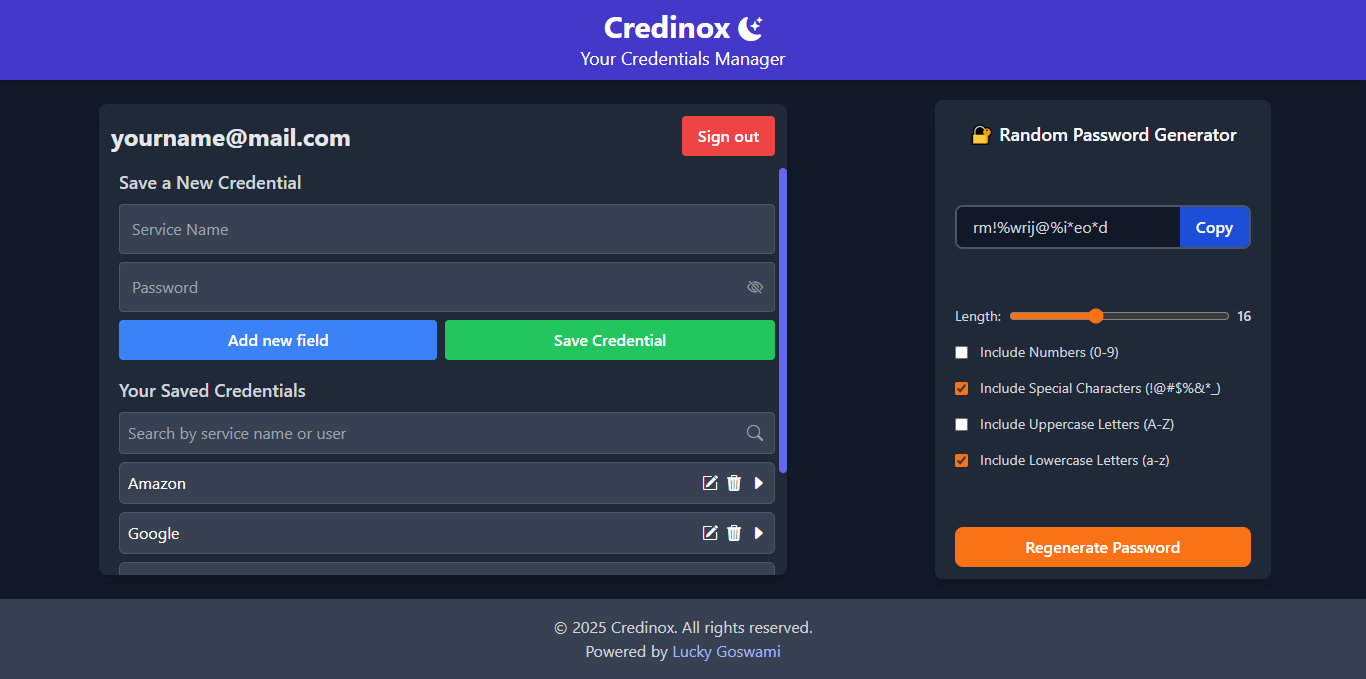 Credinox
Your Credentials Manager
yourname@mail.com
Sign out
Save a New Credential
Service Name
Password
Add new field
Save Credential
Your Saved Credentials
Search by service name or user
Amazon
Google
Random Password Generator
rm!%wrij@%i*eo*d
Copy
Length:
16
Include Numbers (0-9)
Include Special Characters (!@#$%&*_)
Include Uppercase Letters (A-Z)
Include Lowercase Letters (a-z)
Regenerate Password
© 2025 Credinox. All rights reserved.
Powered by Lucky Goswami